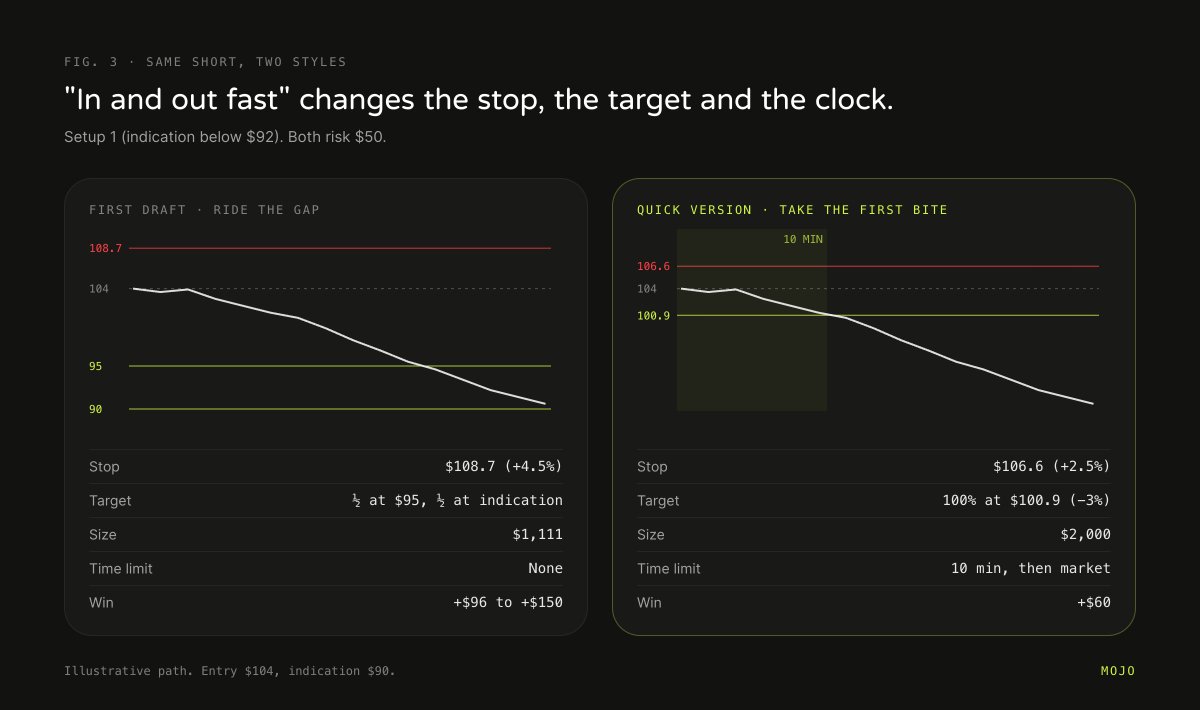 FIG. 3 · SAME SHORT, TWO STYLES
"In and out fast" changes the stop, the target and the clock.
Setup 1 (indication below $92). Both risk $50.
FIRST DRAFT · RIDE THE GAP
108.7
104
95
90
Stop $108.7 (+4.5%)
Target ½ at $95, ½ at indication
Size $1,111
Time limit None
Win +$96 to +$150
QUICK VERSION · TAKE THE FIRST BITE
10 MIN
106.6
104
100.9
Stop $106.6 (+2.5%)
Target 100% at $100.9 (−3%)
Size $2,000
Time limit 10 min, then market
Win +$60
Illustrative path. Entry $104, indication $90.
MOJO